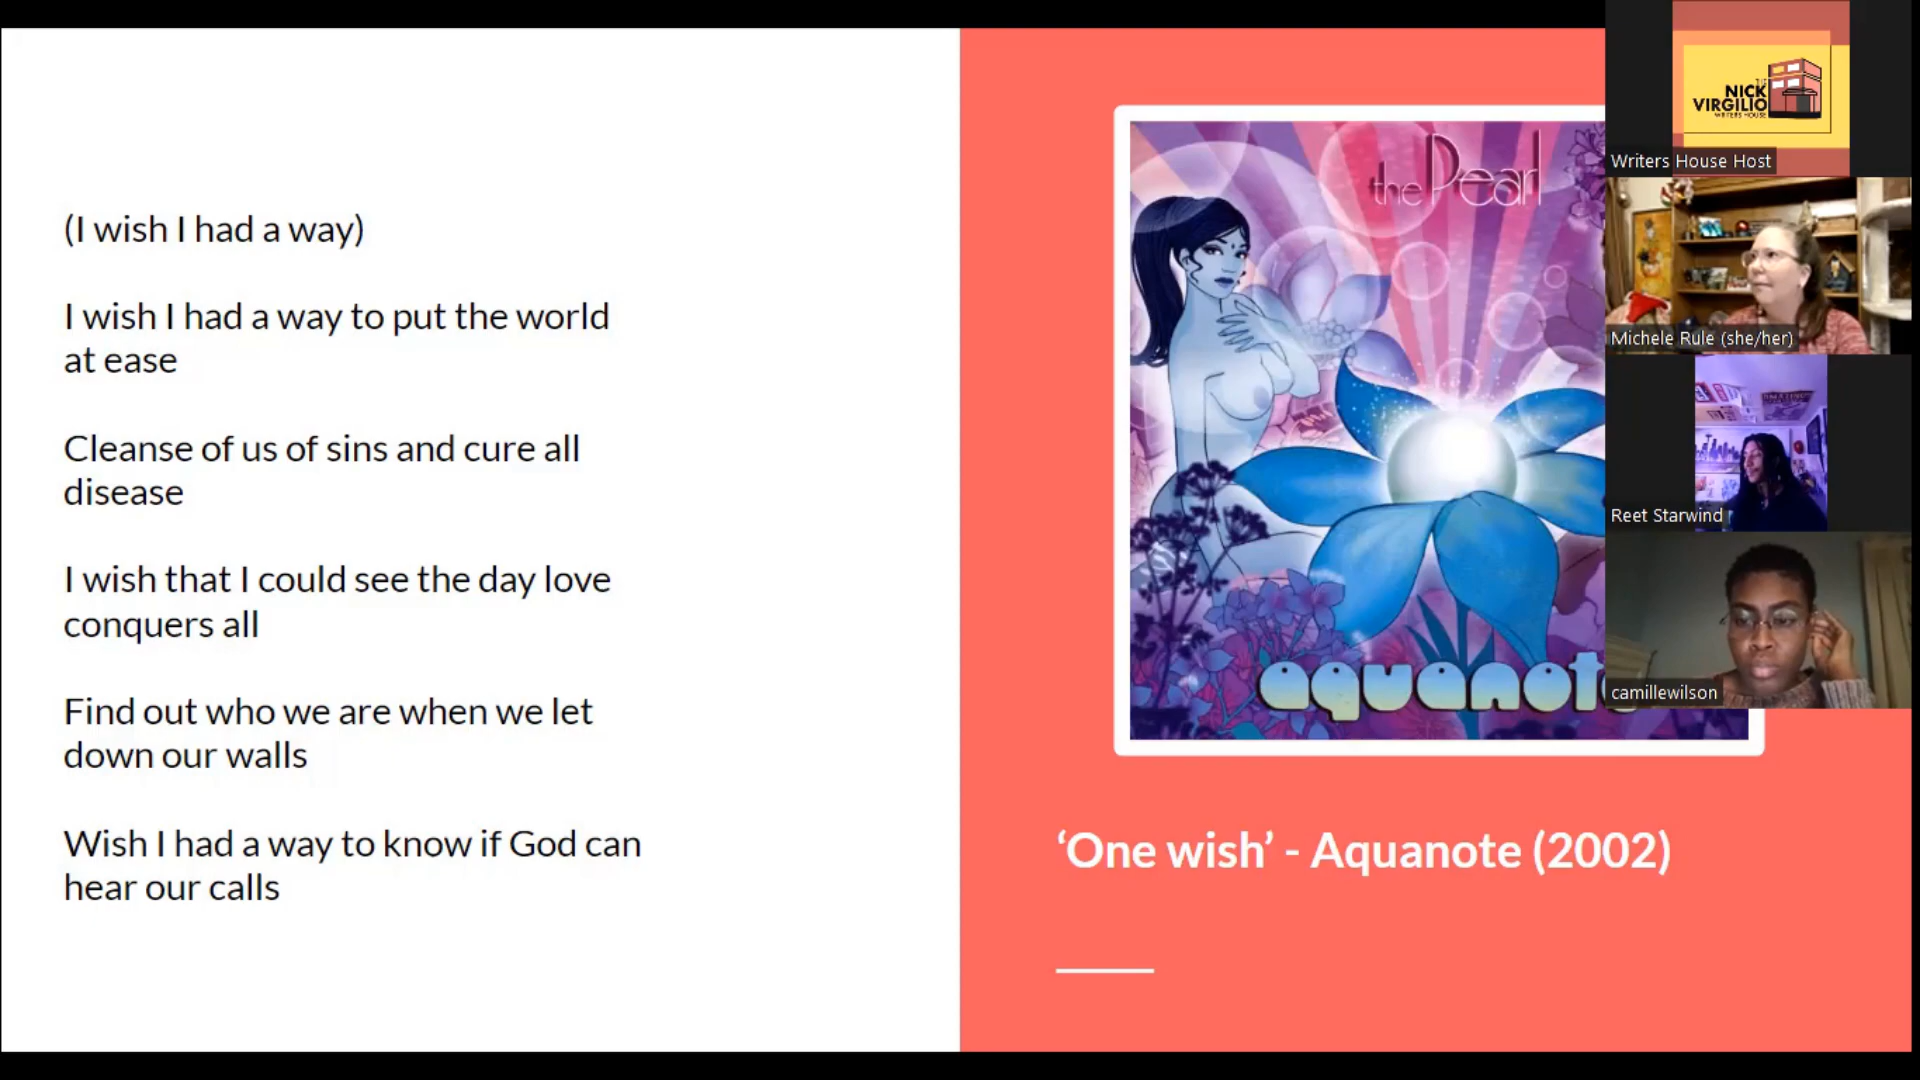 (I wish I had a way)
I wish I had a way to put the world
at ease
Cleanse of us of sins and cure all
disease
I wish that I could see the day love
conquers all
Find out who we are when we let
down our walls
Wish I had a way to know if God can
hear our calls
the Pearl
aquanot
'One wish' - Aquanote (2002)
NICK
VIRGILIO
WRITERS HOUSE
Writers House Host
Michele Rule (she/her)
Reet Starwind
camillewilson